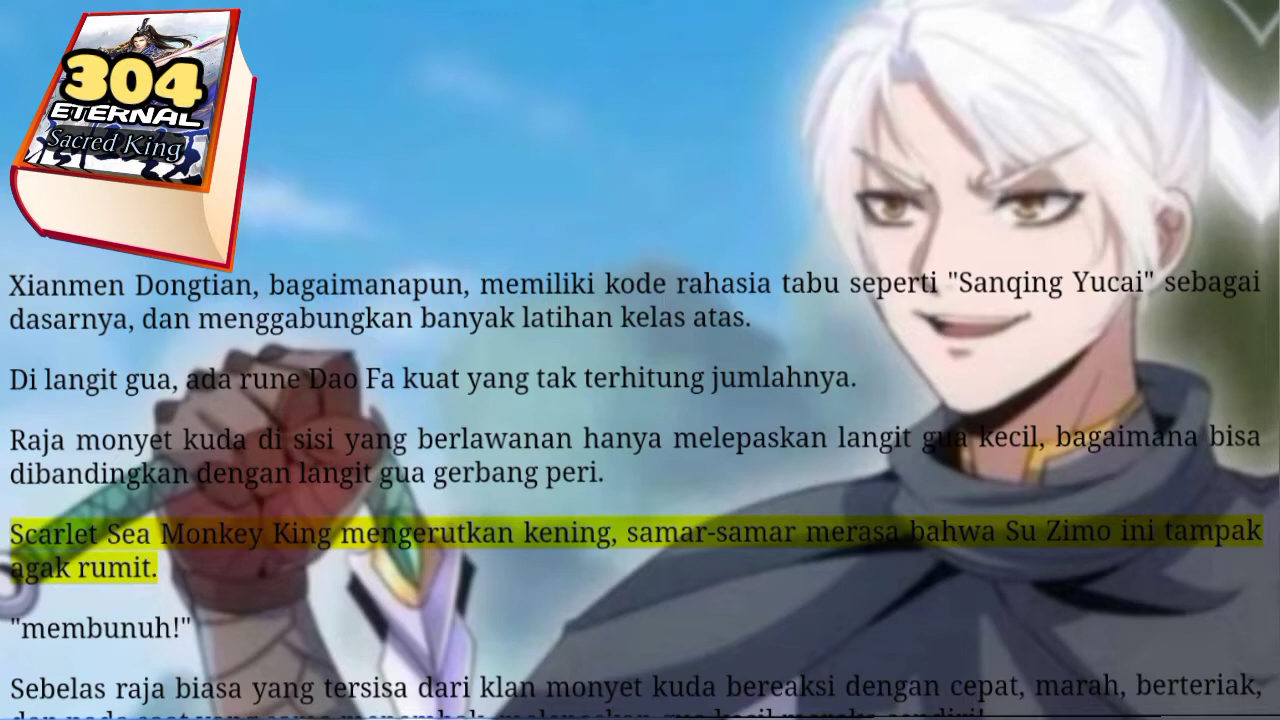 304
ETERNAL
Sacred King
Xianmen Dongtian, bagaimanapun, memiliki kode rahasia tabu seperti "Sanqing Yucai" sebagai
dasarnya, dan menggabungkan banyak latihan kelas atas.
Di langit gua, ada rune Dao Fa kuat yang tak terhitung jumlahnya.
Raja monyet kuda di sisi yang berlawanan hanya melepaskan langit gua kecil, bagaimana bisa
dibandingkan dengan langit gua gerbang peri.
Scarlet Sea Monkey King mengerutkan kening, samar-samar merasa bahwa Su Zimo ini tampak
agak rumit.
"membunuh!"
Sebelas raja biasa yang tersisa dari klan monyet kuda bereaksi dengan cepat, marah, berteriak,